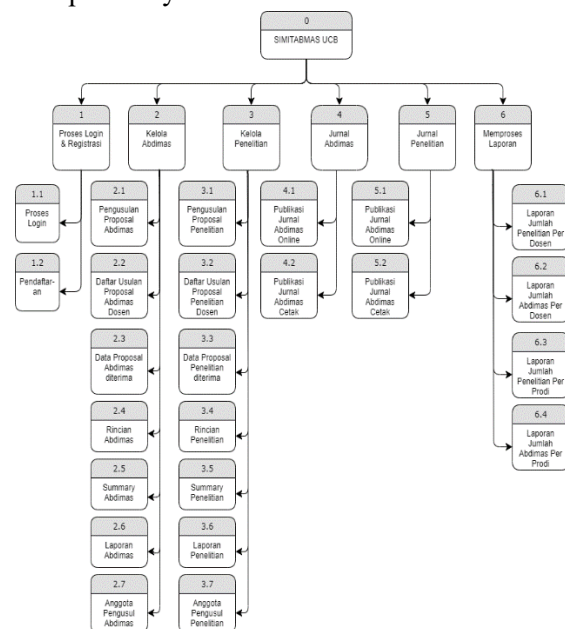 0
SIMITABMAS UCB
1
Proses Login
& Registrasi
2
Kelola
Abdimas
3
Kelola
Penelitian
4
Jurnal
Abdimas
5
Jurnal
Penelitian
6
Memproses
Laporan
1.1
Proses
Login
1.2
Pendaftar-
an
2.1
Pengusulan
Proposal
Abdimas
2.2
Daftar Usulan
Proposal
Abdimas
Dosen
2.3
Data Proposal
Abdimas
diterima
2.4
Rincian
Abdimas
2.5
Summary
Abdimas
2.6
Laporan
Abdimas
2.7
Anggota
Pengusul
Abdimas
3.1
Pengusulan
Proposal
Penelitian
3.2
Daftar Usulan
Proposal
Penelitian
Dosen
3.3
Data Proposal
Penelitian
diterima
3.4
Rincian
Penelitian
3.5
Summary
Penelitian
3.6
Laporan
Penelitian
3.7
Anggota
Pengusul
Penelitian
4.1
Publikasi
Jurnal
Abdimas
Online
4.2
Publikasi
Jurnal
Abdimas
Cetak
5.1
Publikasi
Jurnal
Abdimas
Online
5.2
Publikasi
Jurnal
Abdimas
Cetak
6.1
Laporan
Jumlah
Penelitian Per
Dosen
6.2
Laporan
Jumlah
Abdimas Per
Dosen
6.3
Laporan
Jumlah
Penelitian Per
Prodi
6.4
Laporan
Jumlah
Abdimas Per
Prodi